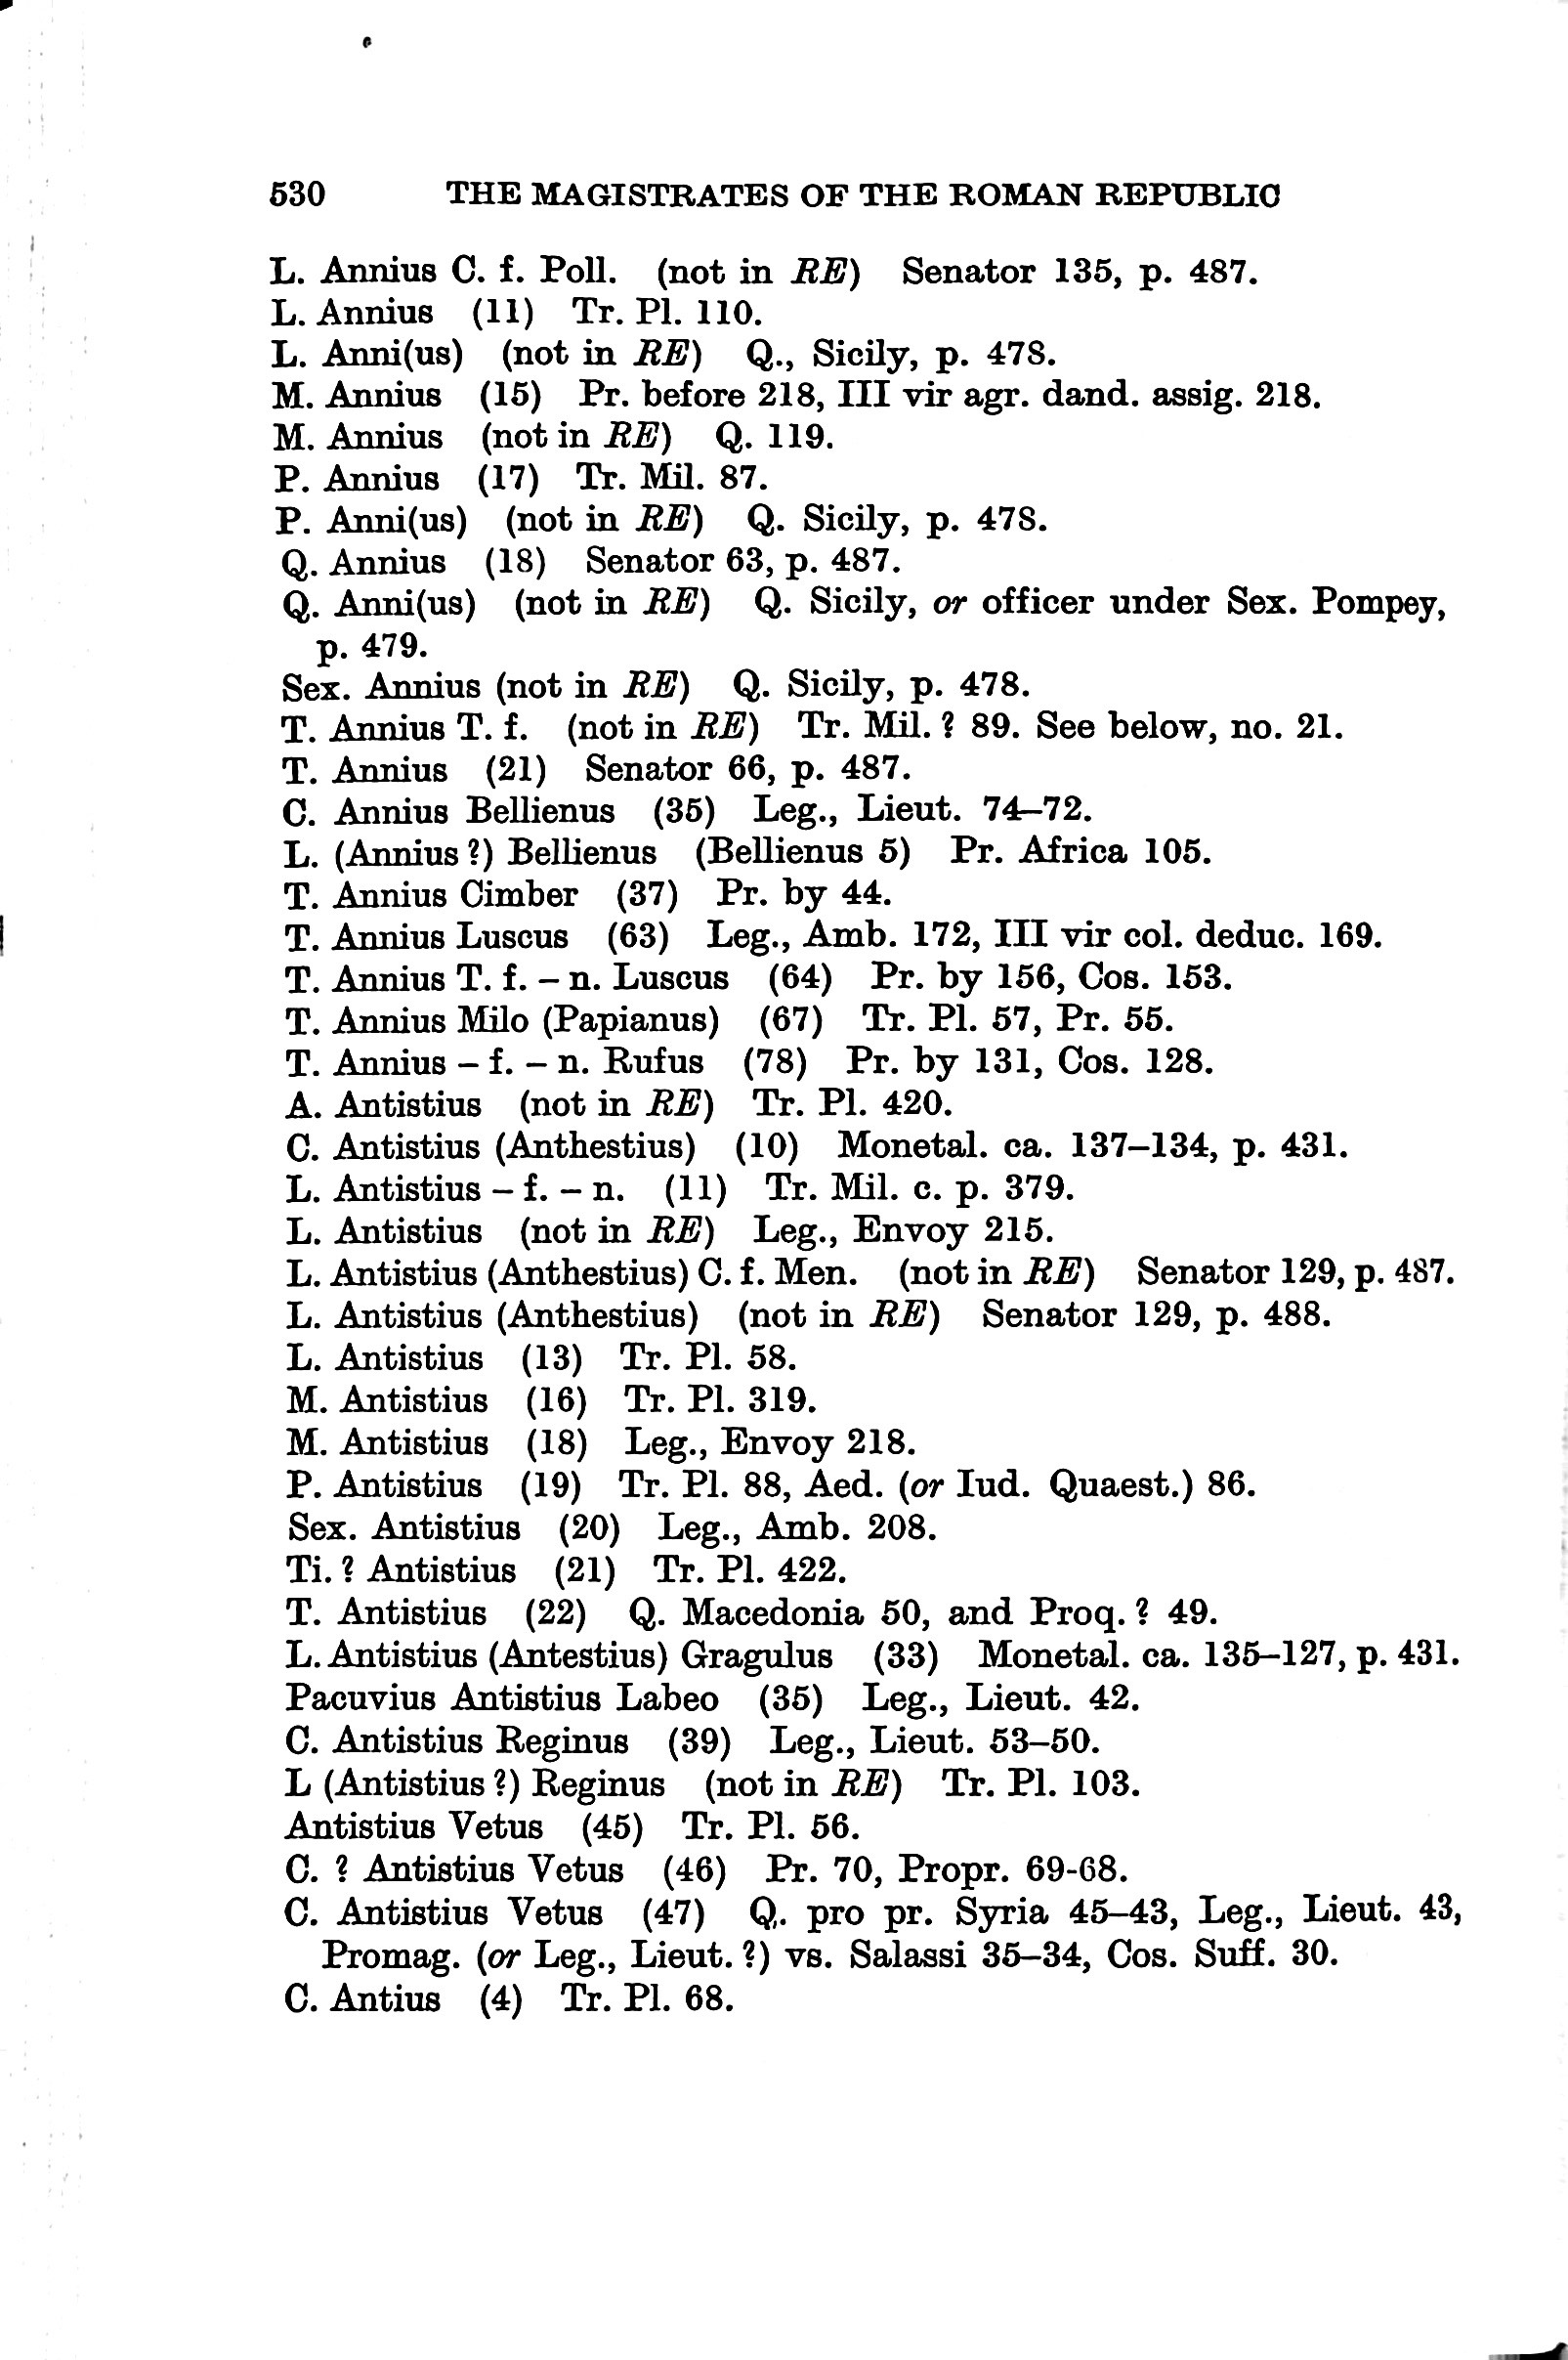 530 THE MAGISTRATES OF THE ROMAN REPUBLIC
L. Annius C. f. Poll. (not in RE) Senator 135, p. 487.
L. Annius (11) Tr. Pl. 110.
L. Anni(us) (not in RE) Q., Sicily, p. 478.
M. Annius (15) Pr. before 218, III vir agr. dand. assig. 218.
M. Annius (not in RE) Q. 119.
P. Annius (17) Tr. Mil. 87.
P. Anni(us) (not in RE) Q. Sicily, p. 478.
Q. Annius (18) Senator 63, p. 487.
Q. Anni(us) (not in RE) Q. Sicily, or officer under Sex. Pompey,
p. 479.
Sex. Annius (not in RE) Q. Sicily, p. 478.
T. Annius T. f. (not in RE) Tr. Mil. ? 89. See below, no. 21.
T. Annius (21) Senator 66, p. 487.
C. Annius Bellienus (35) Leg., Lieut. 74–72.
L. (Annius ?) Bellienus (Bellienus 5) Pr. Africa 105.
T. Annius Cimber (37) Pr. by 44.
T. Annius Luscus (63) Leg., Amb. 172, III vir col. deduc. 169.
T. Annius T. f. – n. Luscus (64) Pr. by 156, Cos. 153.
T. Annius Milo (Papianus) (67) Tr. Pl. 57, Pr. 55.
T. Annius – f. – n. Rufus (78) Pr. by 131, Cos. 128.
A. Antistius (not in RE) Tr. Pl. 420.
C. Antistius (Anthestius) (10) Monetal. ca. 137–134, p. 431.
L. Antistius – f. – n. (11) Tr. Mil. c. p. 379.
L. Antistius (not in RE) Leg., Envoy 215.
L. Antistius (Anthestius) C. f. Men. (not in RE) Senator 129, p. 487.
L. Antistius (Anthestius) (not in RE) Senator 129, p. 488.
L. Antistius (13) Tr. Pl. 58.
M. Antistius (16) Tr. Pl. 319.
M. Antistius (18) Leg., Envoy 218.
P. Antistius (19) Tr. Pl. 88, Aed. (or Iud. Quaest.) 86.
Sex. Antistius (20) Leg., Amb. 208.
Ti. ? Antistius (21) Tr. Pl. 422.
T. Antistius (22) Q. Macedonia 50, and Proq. ? 49.
L. Antistius (Antestius) Gragulus (33) Monetal. ca. 135–127, p. 431.
Pacuvius Antistius Labeo (35) Leg., Lieut. 42.
C. Antistius Reginus (39) Leg., Lieut. 53–50.
L (Antistius ?) Reginus (not in RE) Tr. Pl. 103.
Antistius Vetus (45) Tr. Pl. 56.
C. ? Antistius Vetus (46) Pr. 70, Propr. 69-68.
C. Antistius Vetus (47) Q. pro pr. Syria 45–43, Leg., Lieut. 43,
Promag. (or Leg., Lieut. ?) vs. Salassi 35–34, Cos. Suff. 30.
C. Antius (4) Tr. Pl. 68.